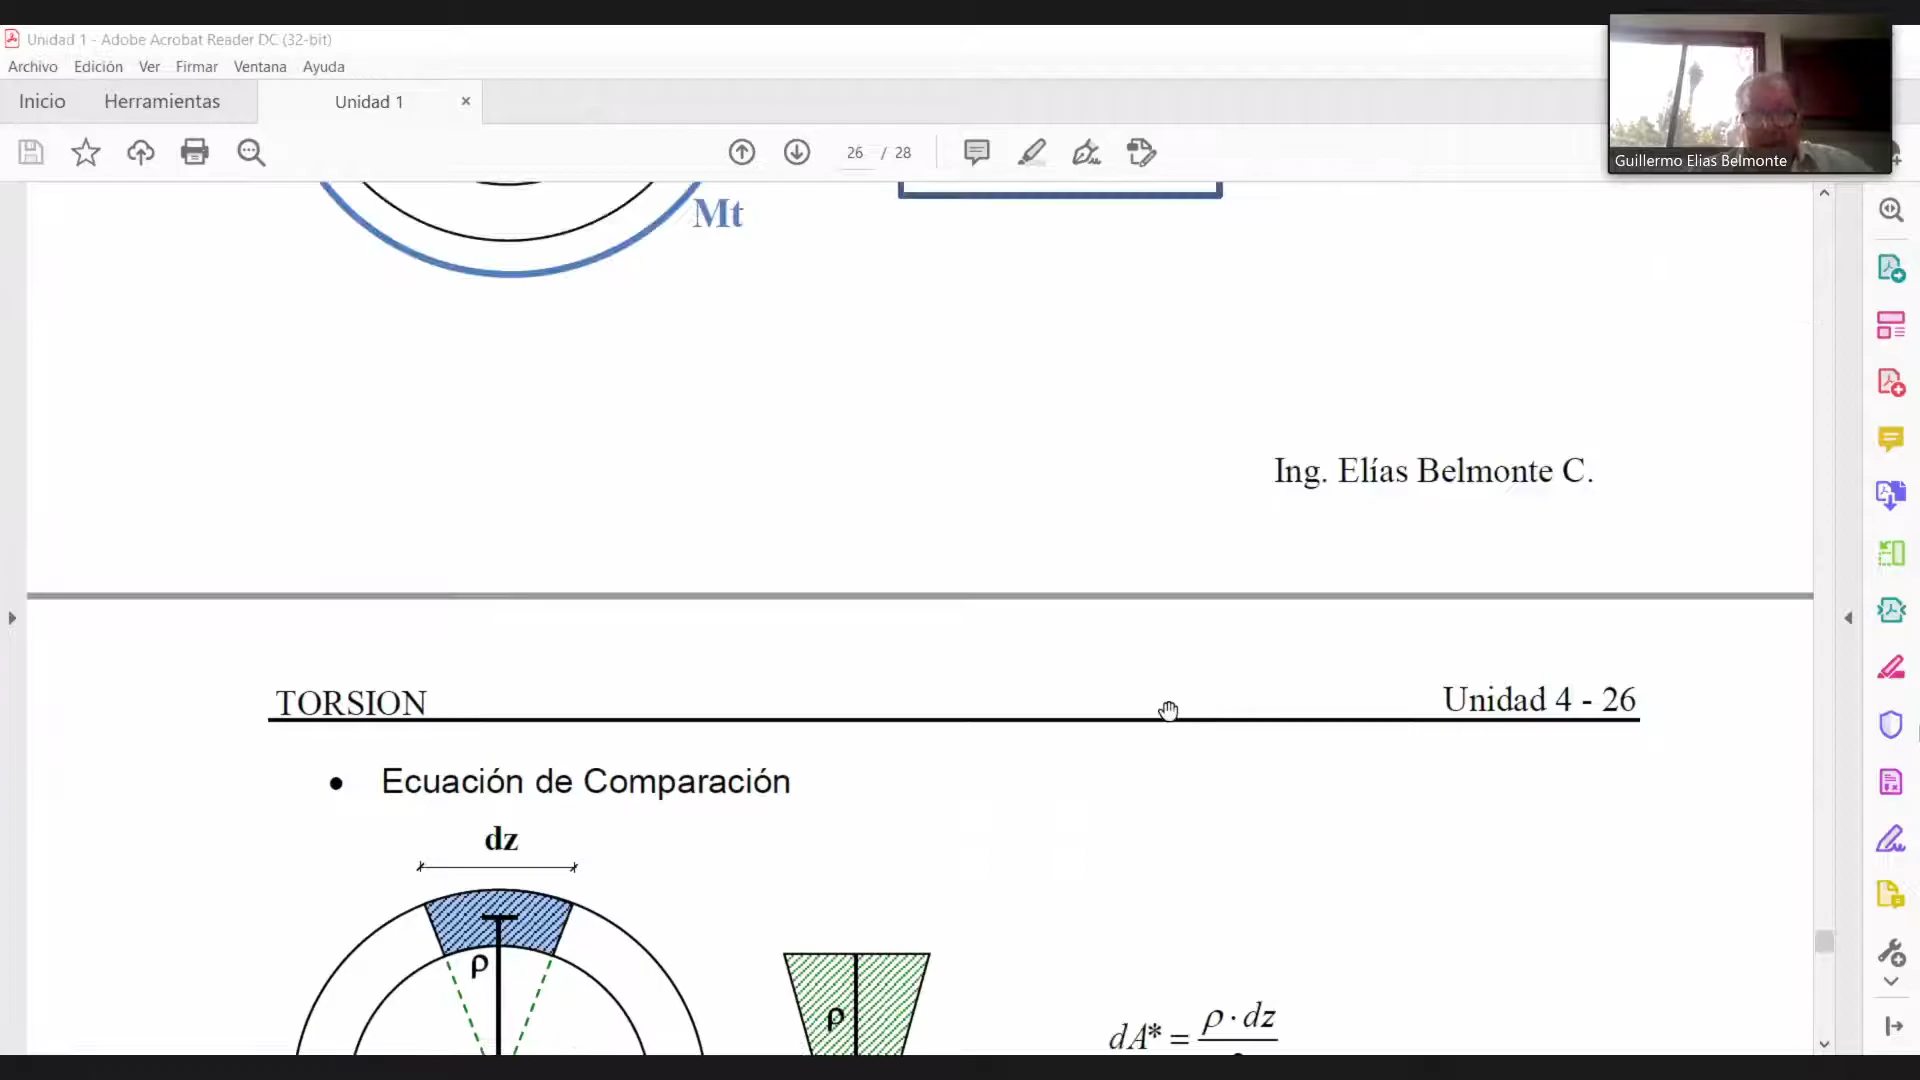 Unidad 1 - Adobe Acrobat Reader DC (32-bit)
Archivo Edición Ver Firmar Ventana Ayuda
Inicio Herramientas Unidad 1 ×
26 / 28
Guillermo Elias Belmonte
Mt
Ing. Elías Belmonte C.
TORSION Unidad 4 - 26
• Ecuación de Comparación
dz
ρ
ρ
dA* = ρ · dz